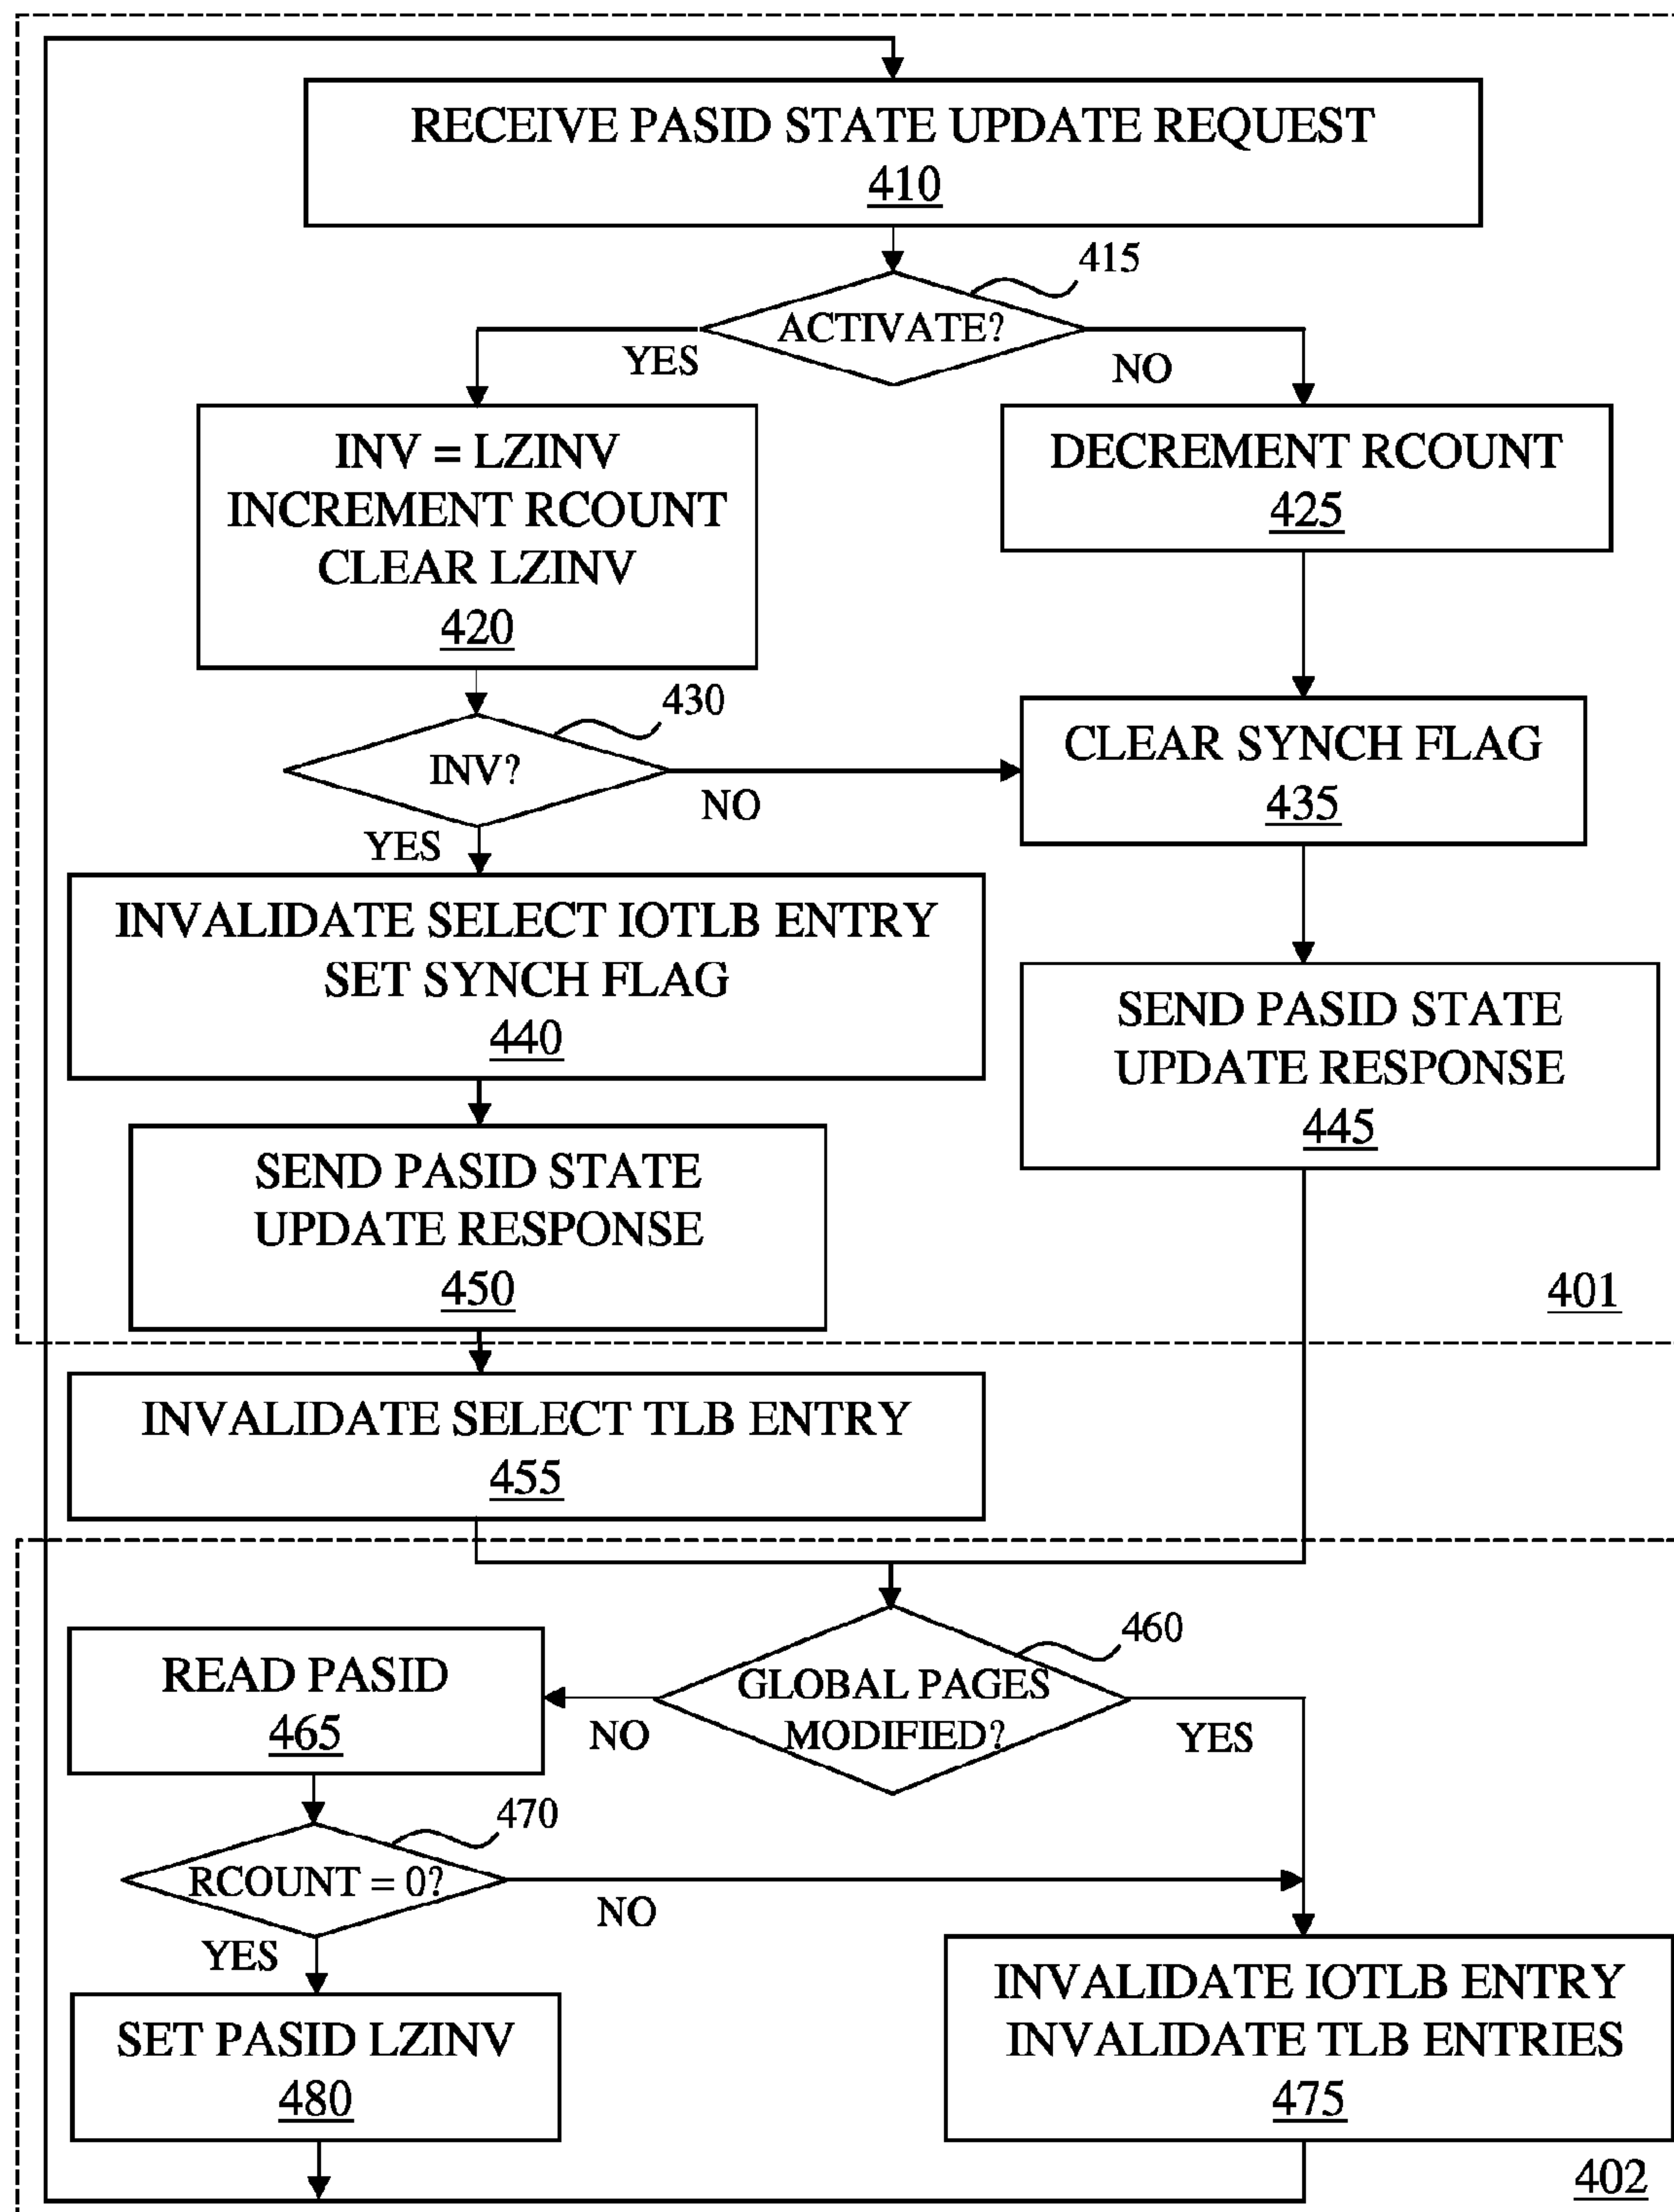 RECEIVE PASID STATE UPDATE REQUEST
410
415
ACTIVATE?
YES
NO
INV = LZINV
INCREMENT RCOUNT
CLEAR LZINV
420
DECREMENT RCOUNT
425
430
INV?
NO
YES
CLEAR SYNCH FLAG
435
INVALIDATE SELECT IOTLB ENTRY
SET SYNCH FLAG
440
SEND PASID STATE
UPDATE RESPONSE
445
SEND PASID STATE
UPDATE RESPONSE
450
401
INVALIDATE SELECT TLB ENTRY
455
460
GLOBAL PAGES
MODIFIED?
NO
YES
READ PASID
465
470
RCOUNT = 0?
NO
YES
SET PASID LZINV
480
INVALIDATE IOTLB ENTRY
INVALIDATE TLB ENTRIES
475
402